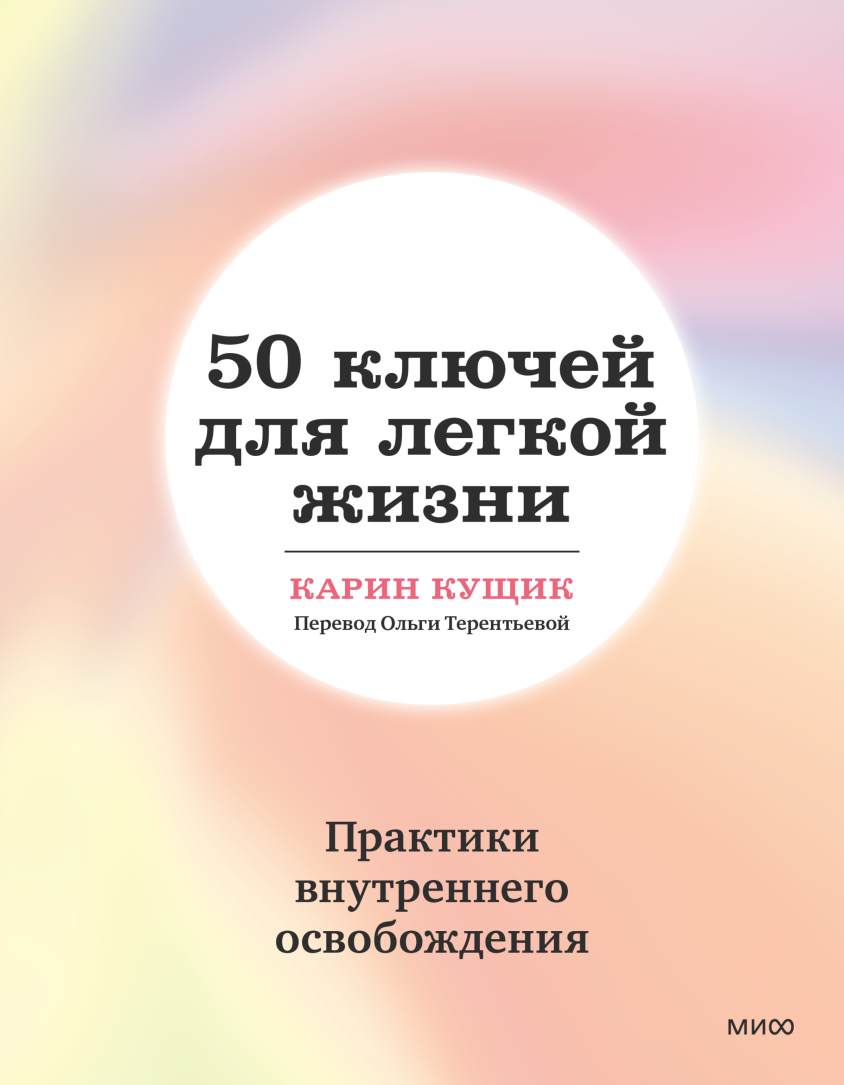 50 ключей
для легкой
жизни
КАРИН КУЩИК
Перевод Ольги Терентьевой
Практики
внутреннего
освобождения
МИФ